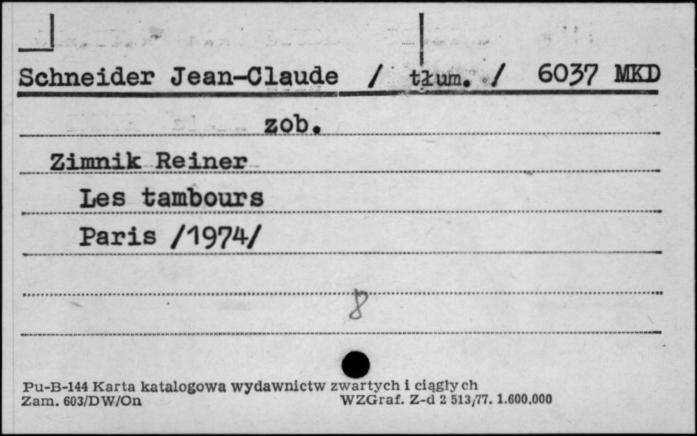 Schneider Jean-Claude / tłum. / 6037 MKD
zob.
Zimnik Reiner
Les tambours
Paris /1974/
8
Pu-B-144 Karta katalogowa wydawnictw zwartych i ciągłych
Zam. 603/DW/On WZGraf. Z-d 2 513/77. 1.600.000